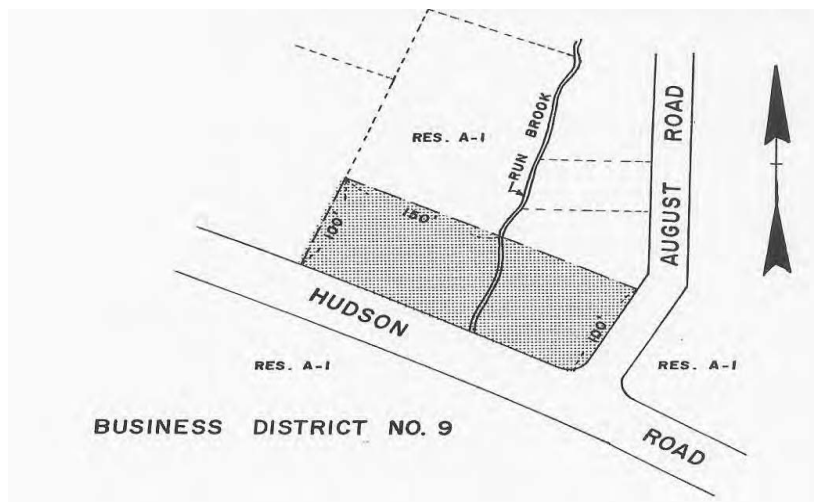 RES. A-1
RUN BROOK
AUGUST ROAD
150'
100'
100'
HUDSON ROAD
RES. A-1
RES. A-1
BUSINESS DISTRICT NO. 9